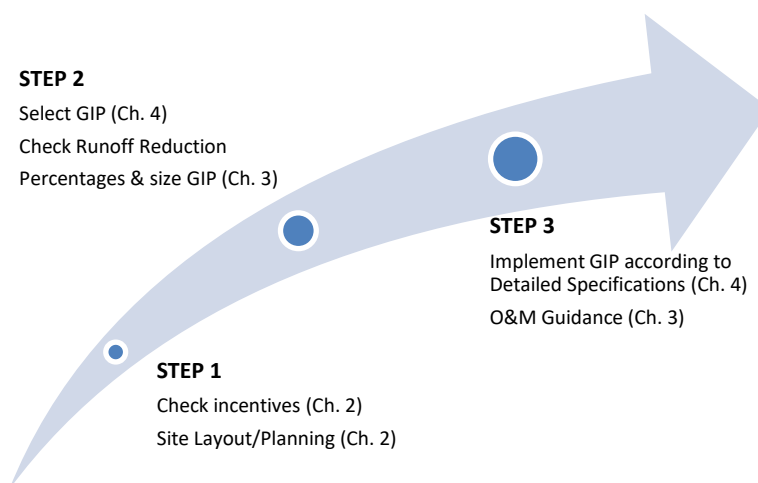 STEP 2
Select GIP (Ch. 4)
Check Runoff Reduction
Percentages & size GIP (Ch. 3)
STEP 3
Implement GIP according to
Detailed Specifications (Ch. 4)
O&M Guidance (Ch. 3)
STEP 1
Check incentives (Ch. 2)
Site Layout/Planning (Ch. 2)